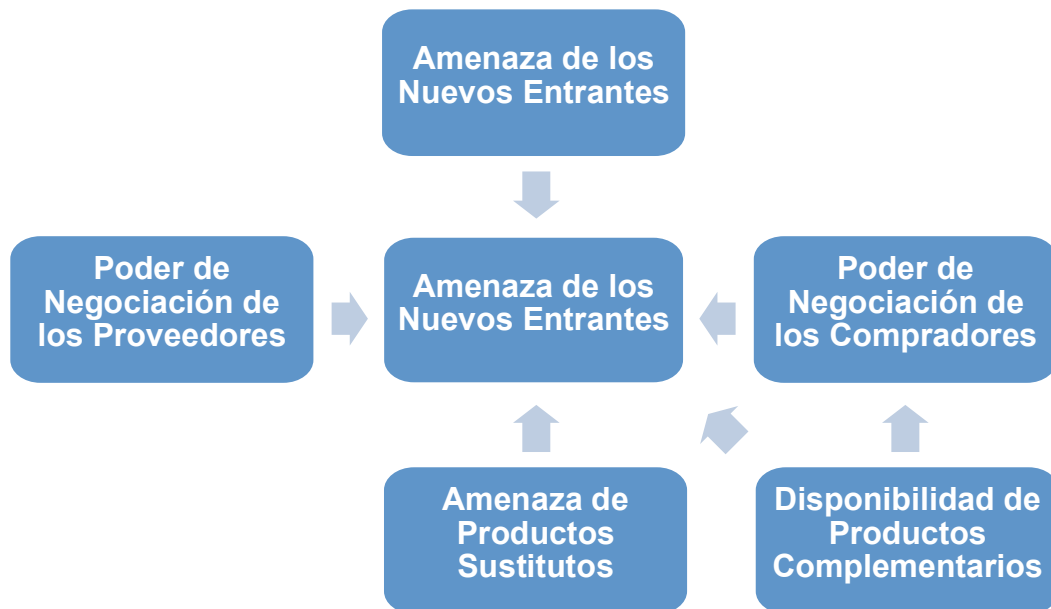 Amenaza de los
Nuevos Entrantes
Poder de
Negociación de
los Proveedores
Amenaza de los
Nuevos Entrantes
Poder de
Negociación de
los Compradores
Amenaza de
Productos
Sustitutos
Disponibilidad de
Productos
Complementarios